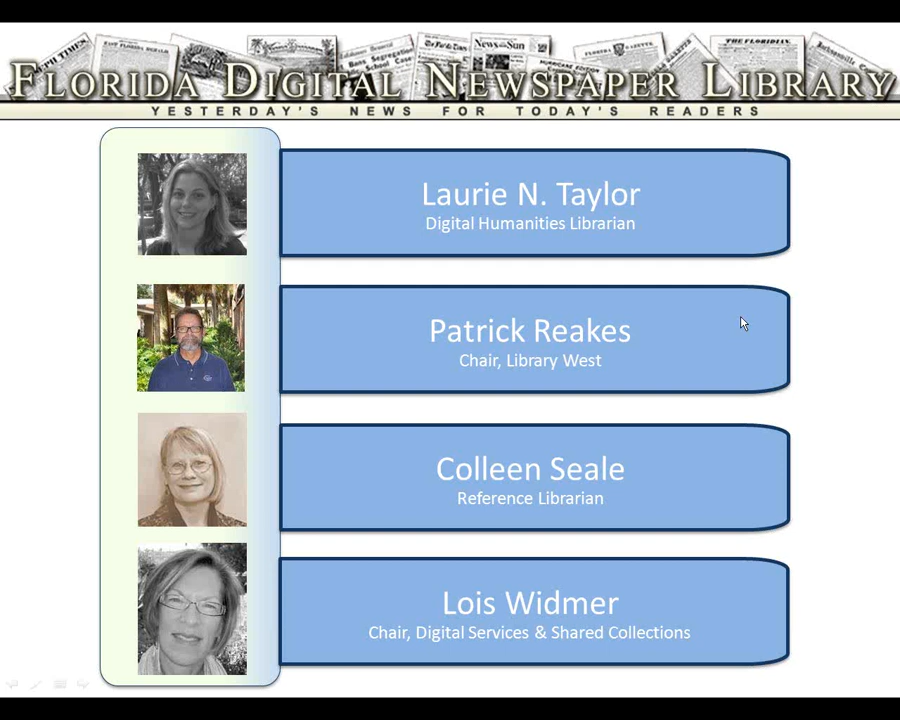 FLORIDA DIGITAL NEWSPAPER LIBRARY
YESTERDAY'S NEWS FOR TODAY'S READERS
Laurie N. Taylor
Digital Humanities Librarian
Patrick Reakes
Chair, Library West
Colleen Seale
Reference Librarian
Lois Widmer
Chair, Digital Services & Shared Collections